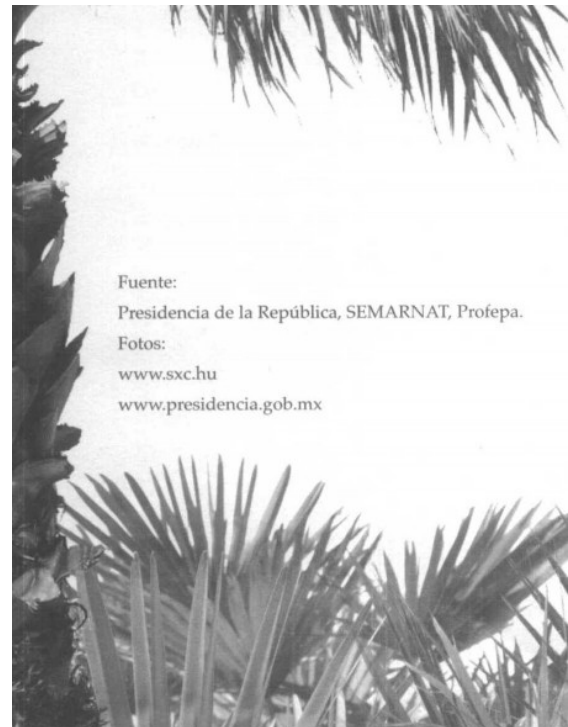 Fuente:
Presidencia de la República, SEMARNAT, Profepa.
Fotos:
www.sxc.hu
www.presidencia.gob.mx